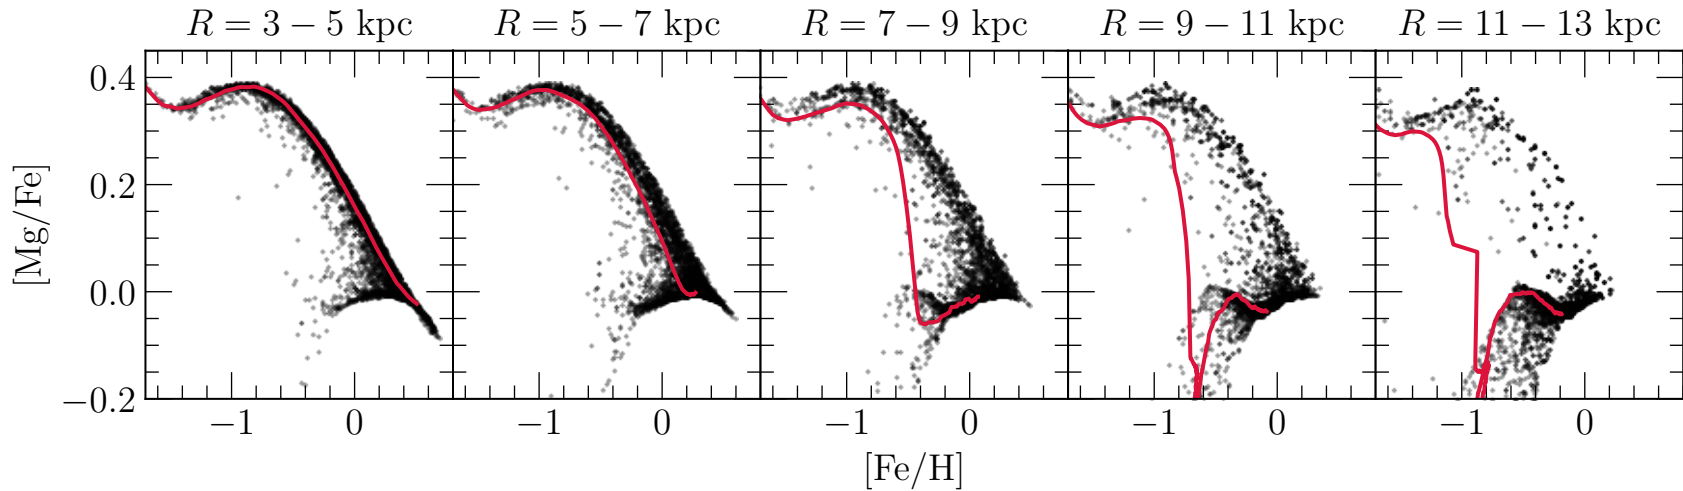 R = 3 − 5 kpc R = 5 − 7 kpc R = 7 − 9 kpc R = 9 − 11 kpc R = 11 − 13 kpc
0.4
0.2
0.0
−0.2
[Mg/Fe]
−1 0 −1 0 −1 0 −1 0 −1 0
[Fe/H]